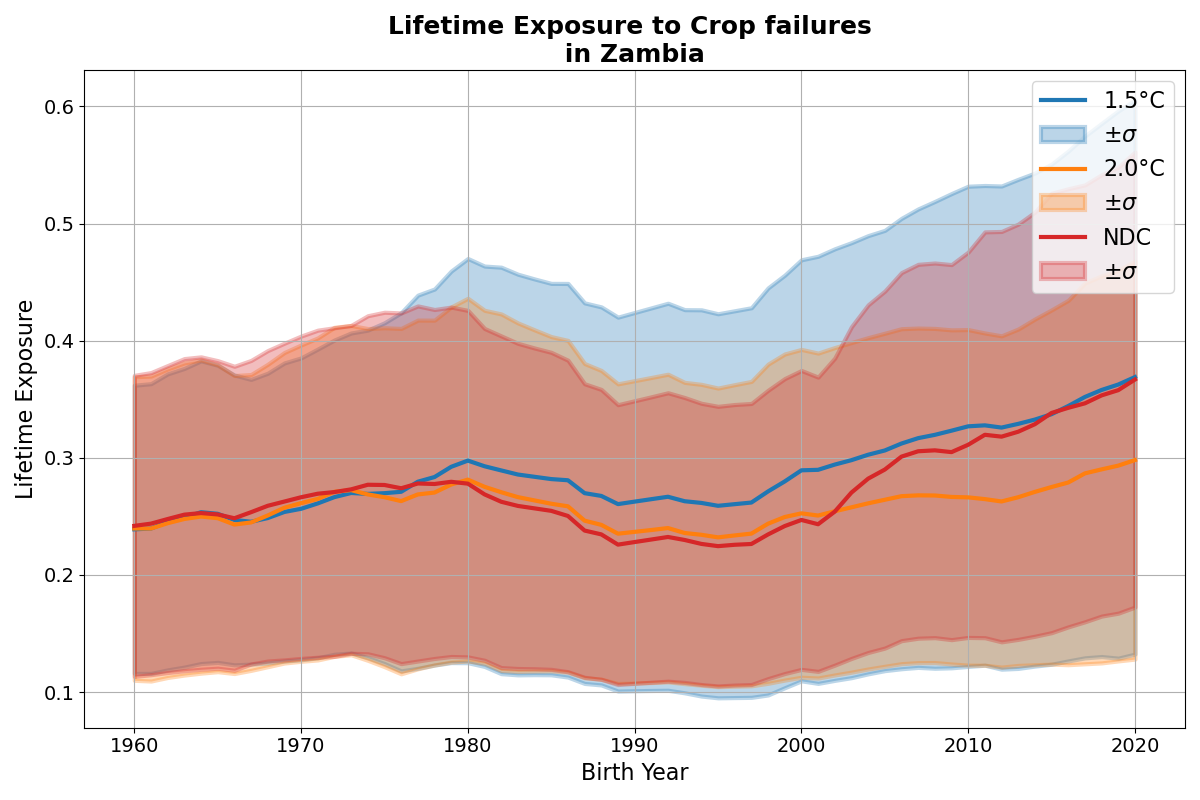 Lifetime Exposure to Crop failures
in Zambia
Lifetime Exposure
0.6
0.5
0.4
0.3
0.2
0.1
1960
1970
1980
1990
2000
2010
2020
Birth Year
1.5°C
±σ
2.0°C
±σ
NDC
±σ